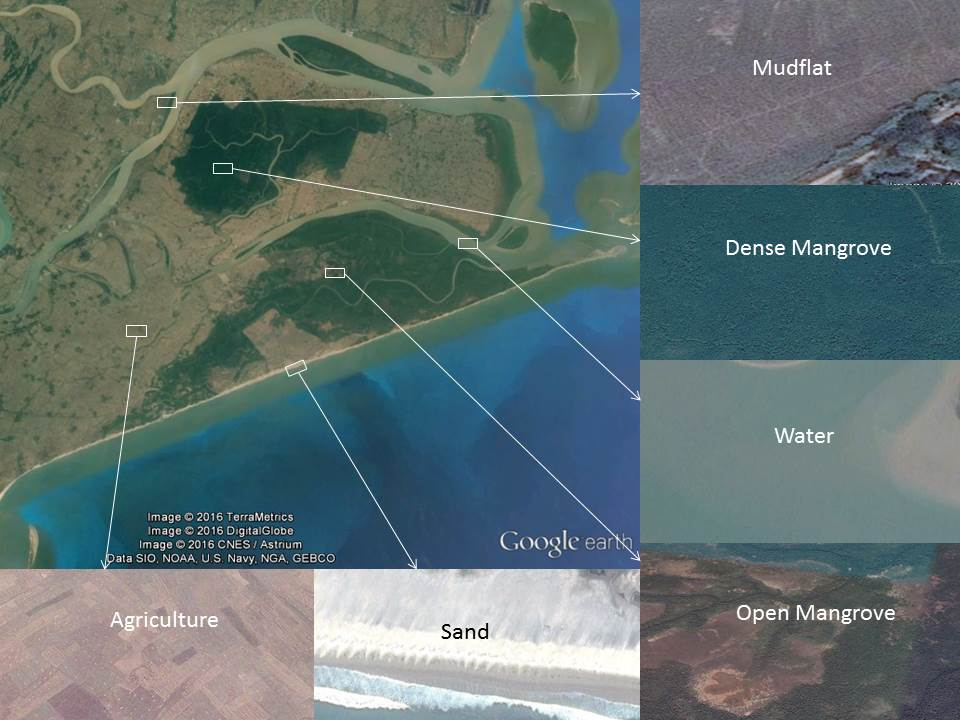 Mudflat
Dense Mangrove
Water
Image © 2016 TerraMetrics
Image © 2016 DigitalGlobe
Image © 2016 CNES / Astrium
Data SIO, NOAA, U.S. Navy, NGA, GEBCO
Google earth
Agriculture
Sand
Open Mangrove